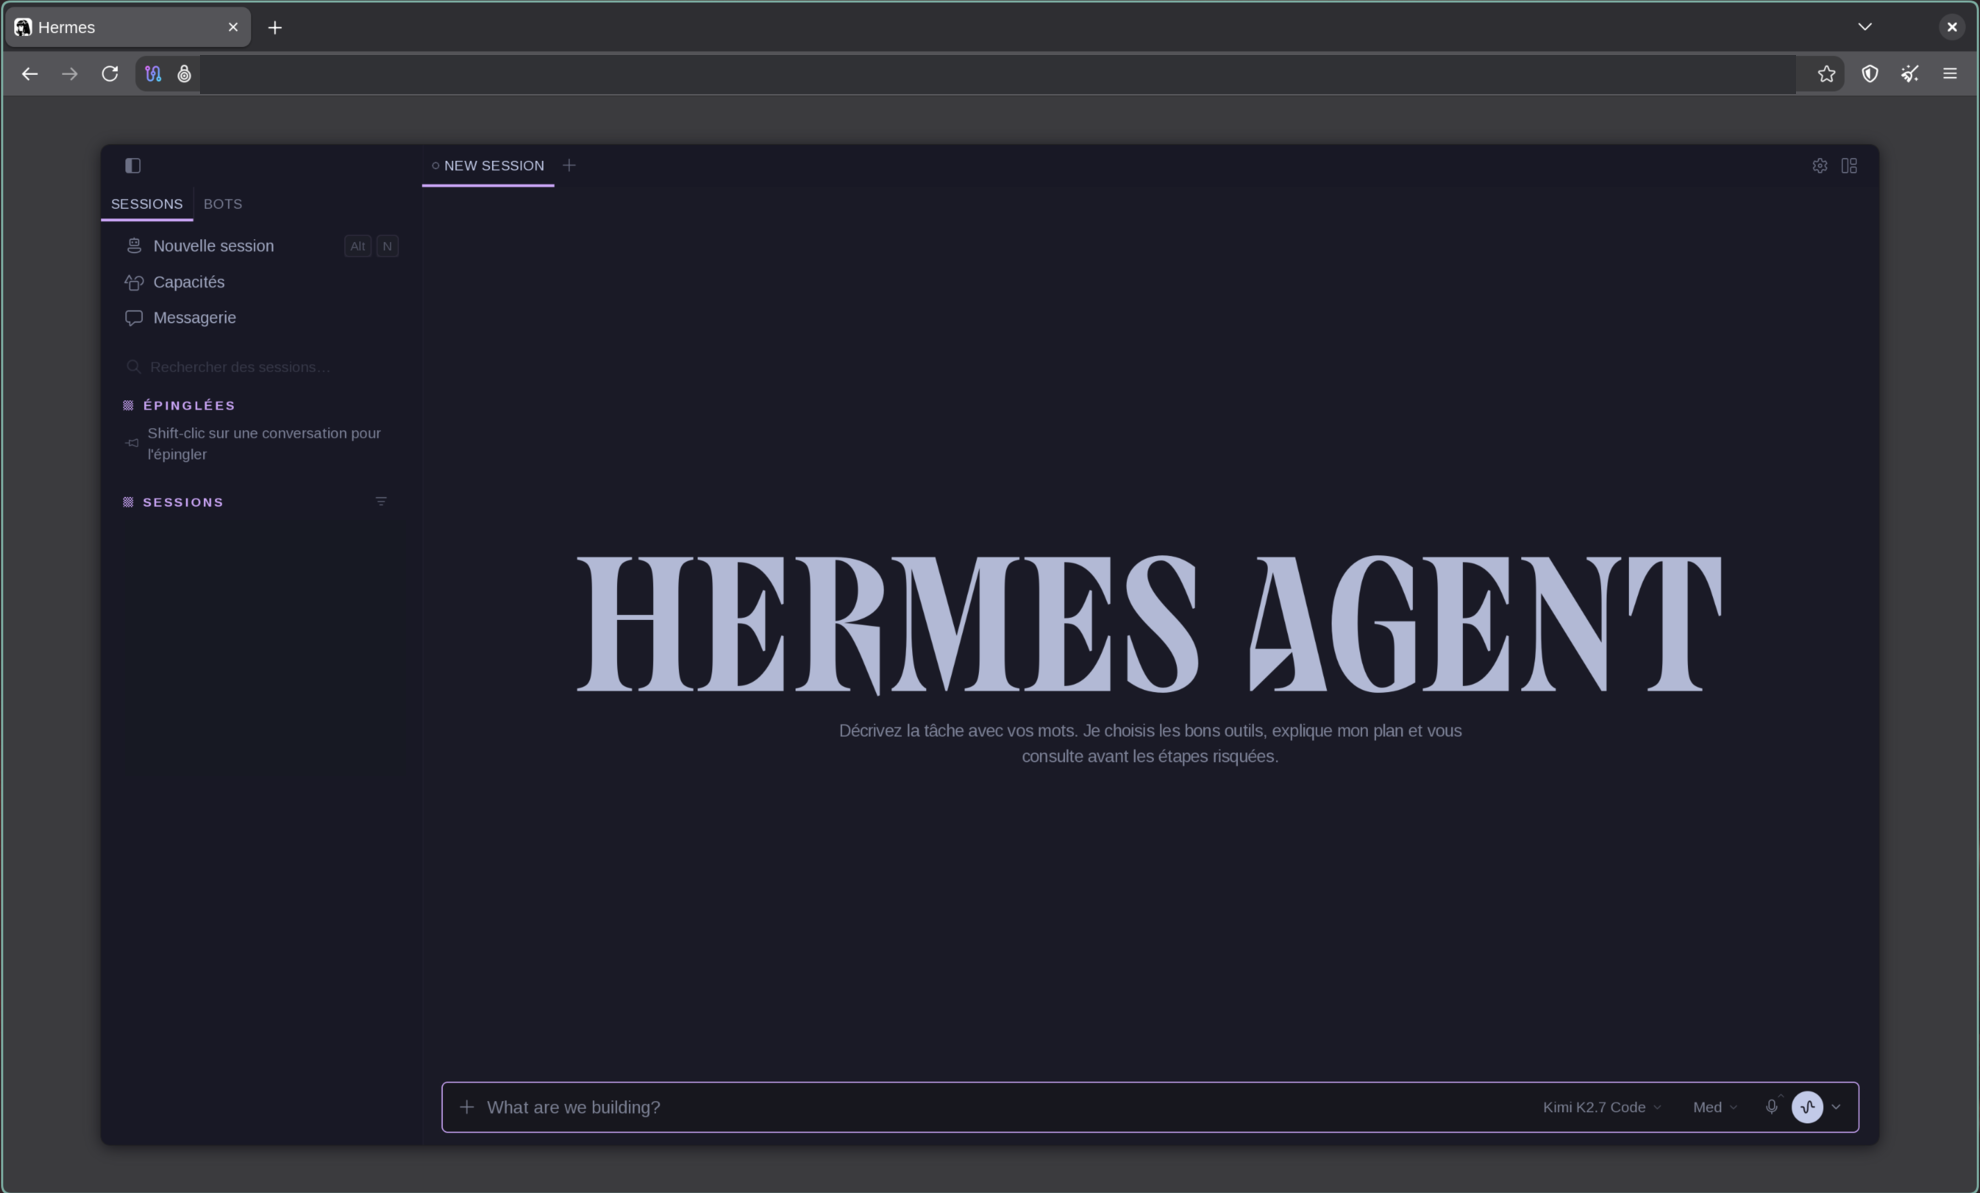 Hermes
NEW SESSION
SESSIONS
BOTS
Nouvelle session
Alt
N
Capacités
Messagerie
Rechercher des sessions…
ÉPINGLÉES
Shift-clic sur une conversation pour
l'épingler
SESSIONS
HERMES AGENT
Décrivez la tâche avec vos mots. Je choisis les bons outils, explique mon plan et vous
consulte avant les étapes risquées.
What are we building?
Kimi K2.7 Code
Med